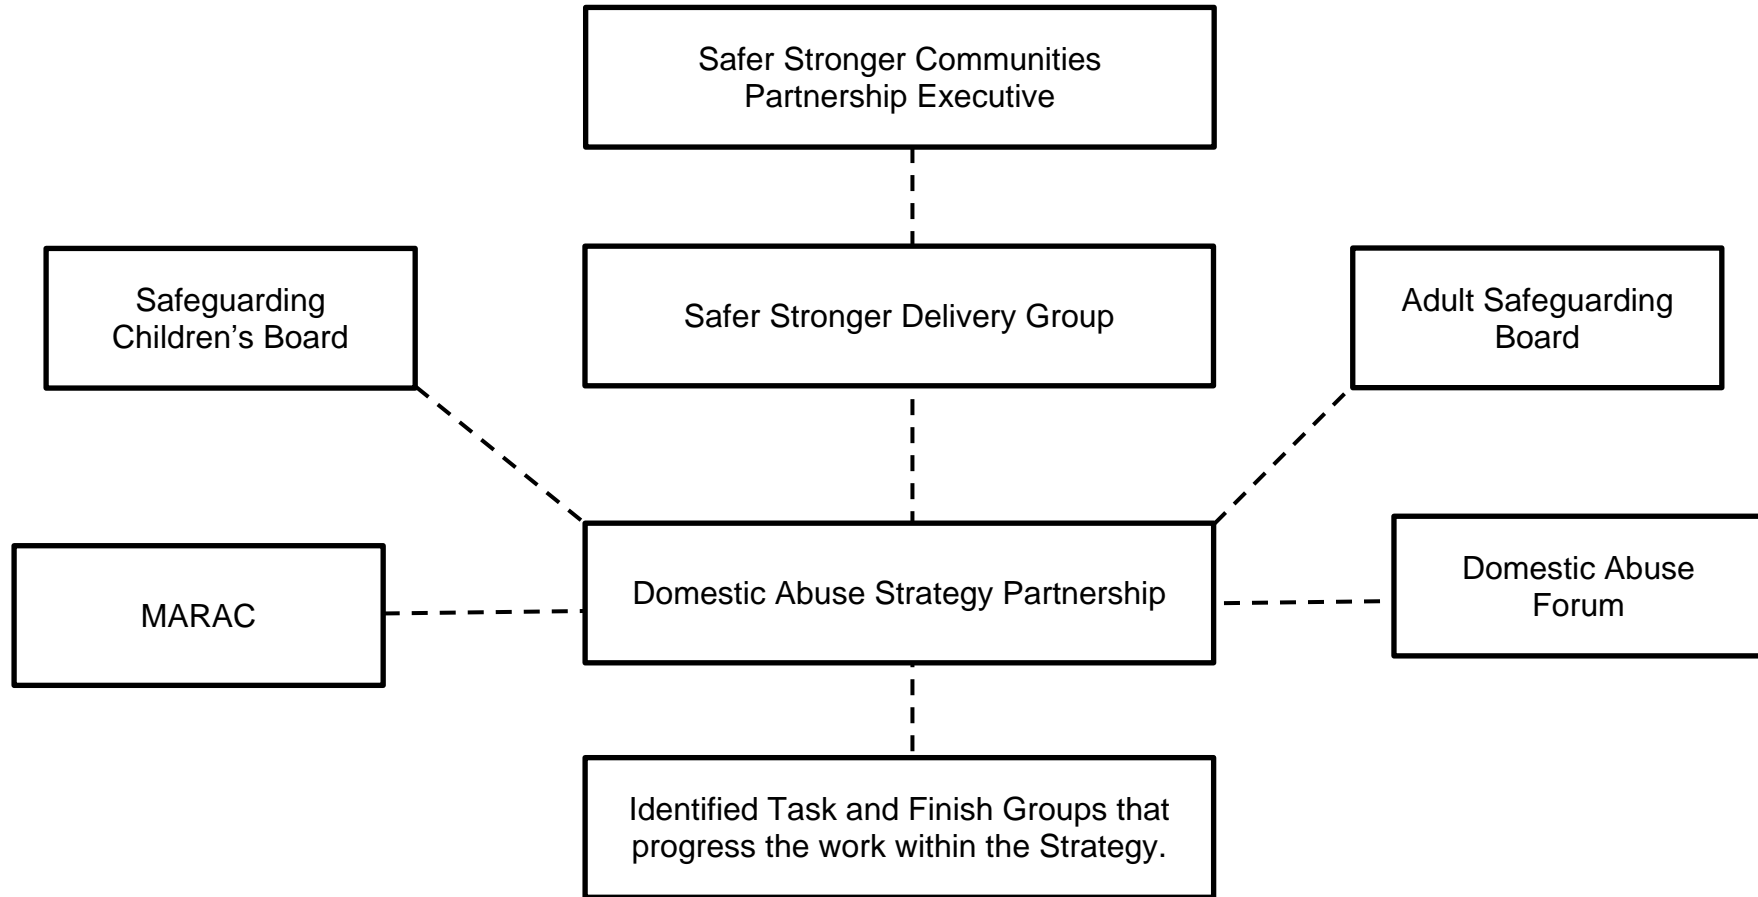 Safer Stronger Communities
Partnership Executive
Safeguarding
Children’s Board
Safer Stronger Delivery Group
Adult Safeguarding
Board
MARAC
Domestic Abuse Strategy Partnership
Domestic Abuse
Forum
Identified Task and Finish Groups that
progress the work within the Strategy.